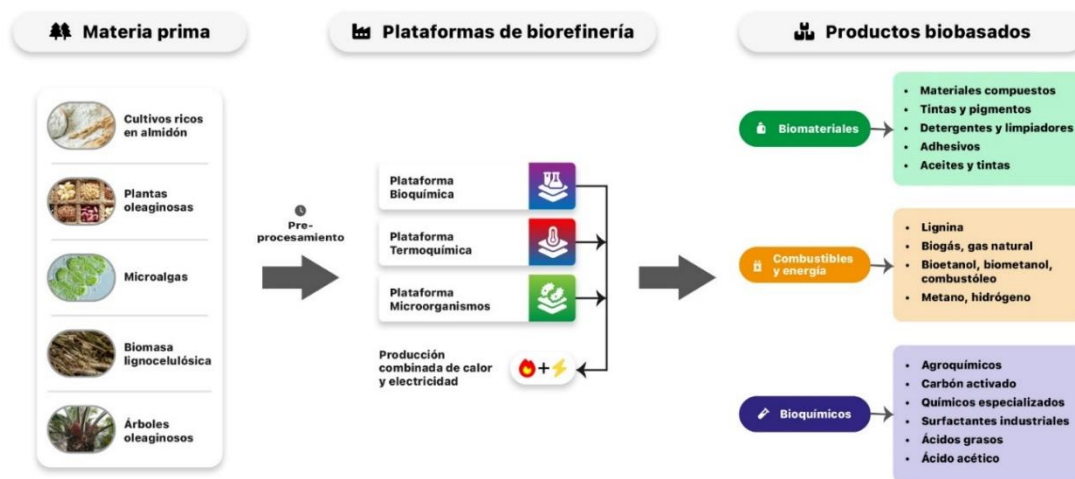 Materia prima
Cultivos ricos
en almidón
Plantas
oleaginosas
Microalgas
Biomasa
lignocelulósica
Árboles
oleaginosos
Pre-
procesamiento
Plataformas de biorefinería
Plataforma
Bioquímica
Plataforma
Termoquímica
Plataforma
Microorganismos
Producción
combinada de calor
y electricidad
+
Productos biobasados
Biomateriales
• Materiales compuestos
• Tintas y pigmentos
• Detergentes y limpiadores
• Adhesivos
• Aceites y tintas
Combustibles
y energía
• Lignina
• Biogás, gas natural
• Bioetanol, biometanol,
combustóleo
• Metano, hidrógeno
Bioquímicos
• Agroquímicos
• Carbón activado
• Químicos especializados
• Surfactantes industriales
• Ácidos grasos
• Ácido acético